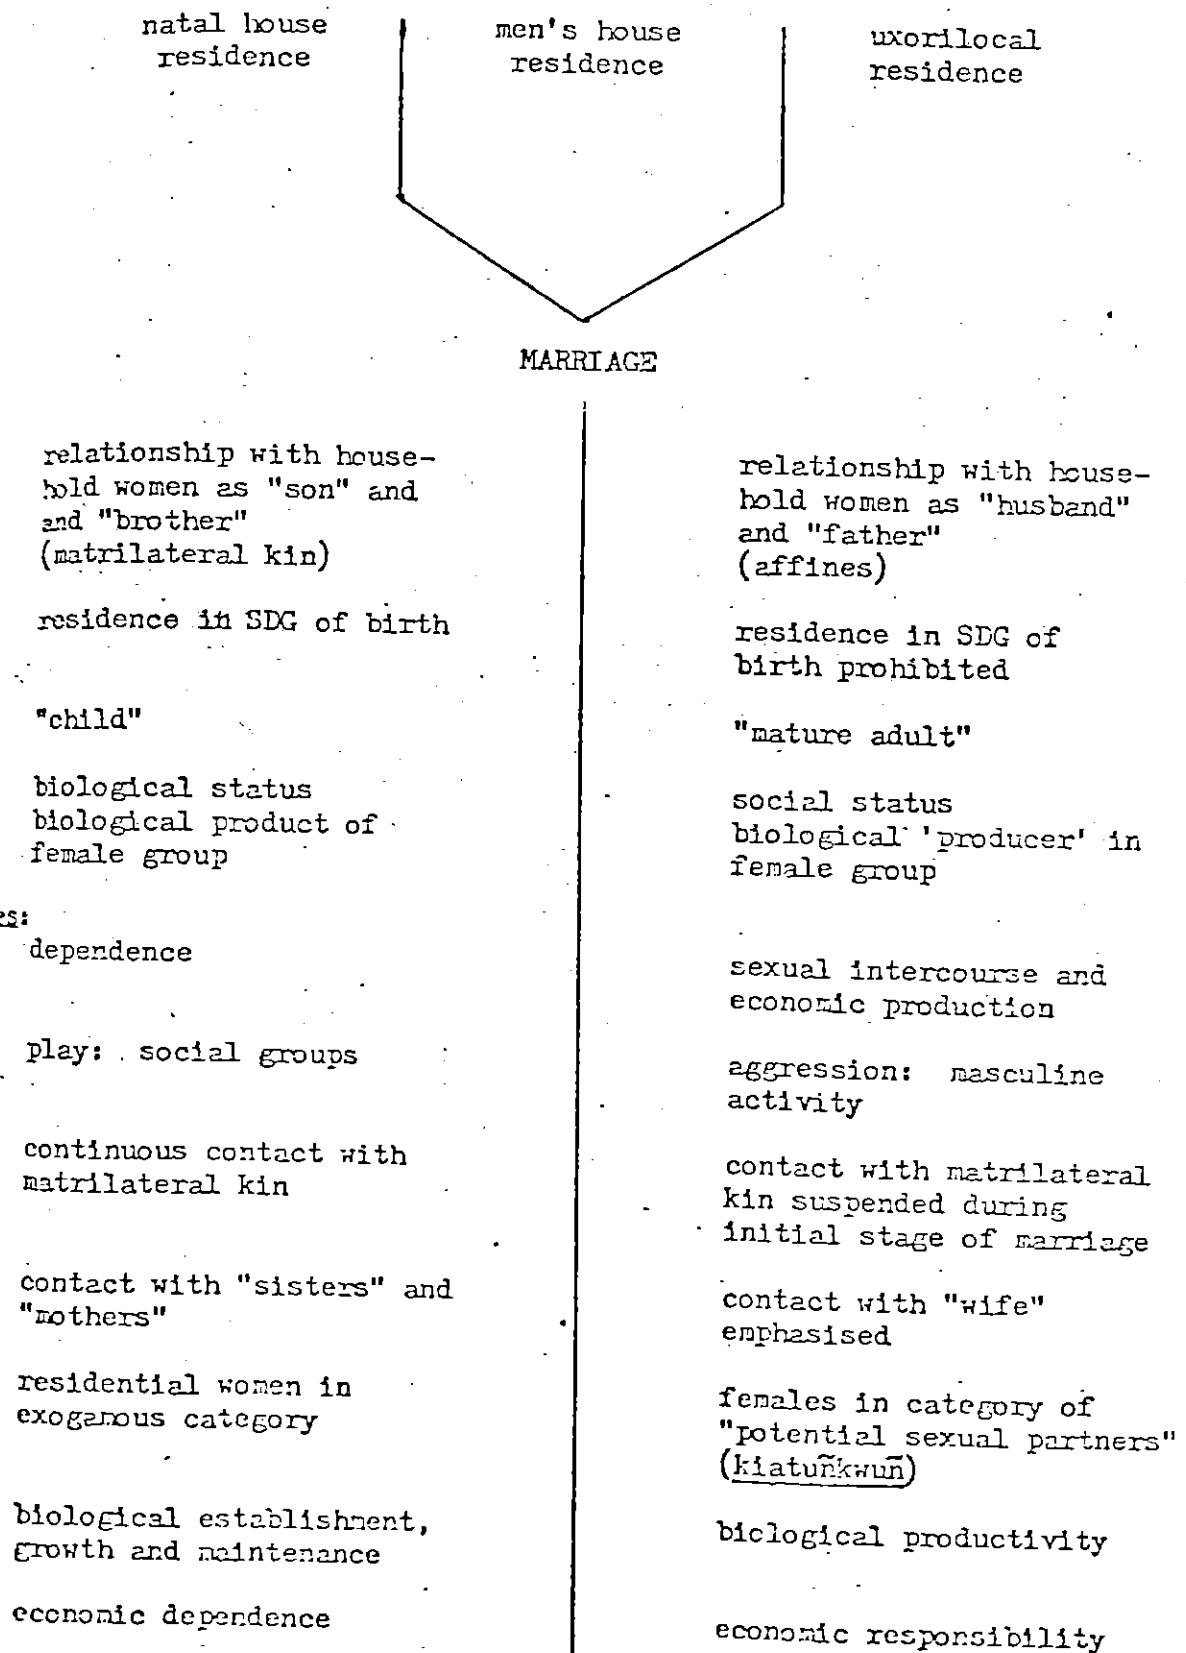 natal house
residence
men's house
residence
uxorilocal
residence
MARRIAGE
relationship with house-
hold women as "son" and
and "brother"
(matrilateral kin)
residence in SDG of birth
"child"
biological status
biological product of
female group
es:
dependence
play: social groups
continuous contact with
matrilateral kin
contact with "sisters" and
"mothers"
residential women in
exogamous category
biological establishment,
growth and maintenance
economic dependence
relationship with house-
hold women as "husband"
and "father"
(affines)
residence in SDG of
birth prohibited
"mature adult"
social status
biological 'producer' in
female group
sexual intercourse and
economic production
aggression: masculine
activity
contact with matrilateral
kin suspended during
initial stage of marriage
contact with "wife"
emphasised
females in category of
"potential sexual partners"
(kiatuñkwuñ)
biological productivity
economic responsibility